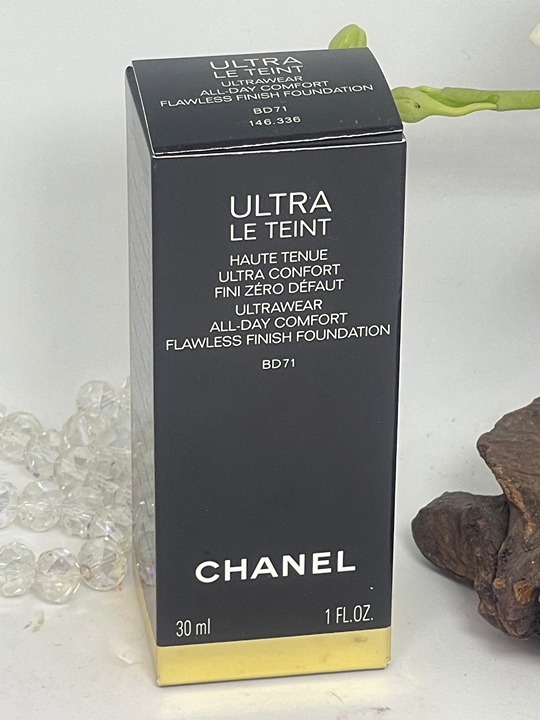 ULTRA
LE TEINT
ULTRAWEAR
ALL-DAY COMFORT
FLAWLESS FINISH FOUNDATION
BD71
146.336
ULTRA
LE TEINT
HAUTE TENUE
ULTRA CONFORT
FINI ZÉRO DÉFAUT
ULTRAWEAR
ALL-DAY COMFORT
FLAWLESS FINISH FOUNDATION
BD71
CHANEL
30 ml 1 FL.OZ.